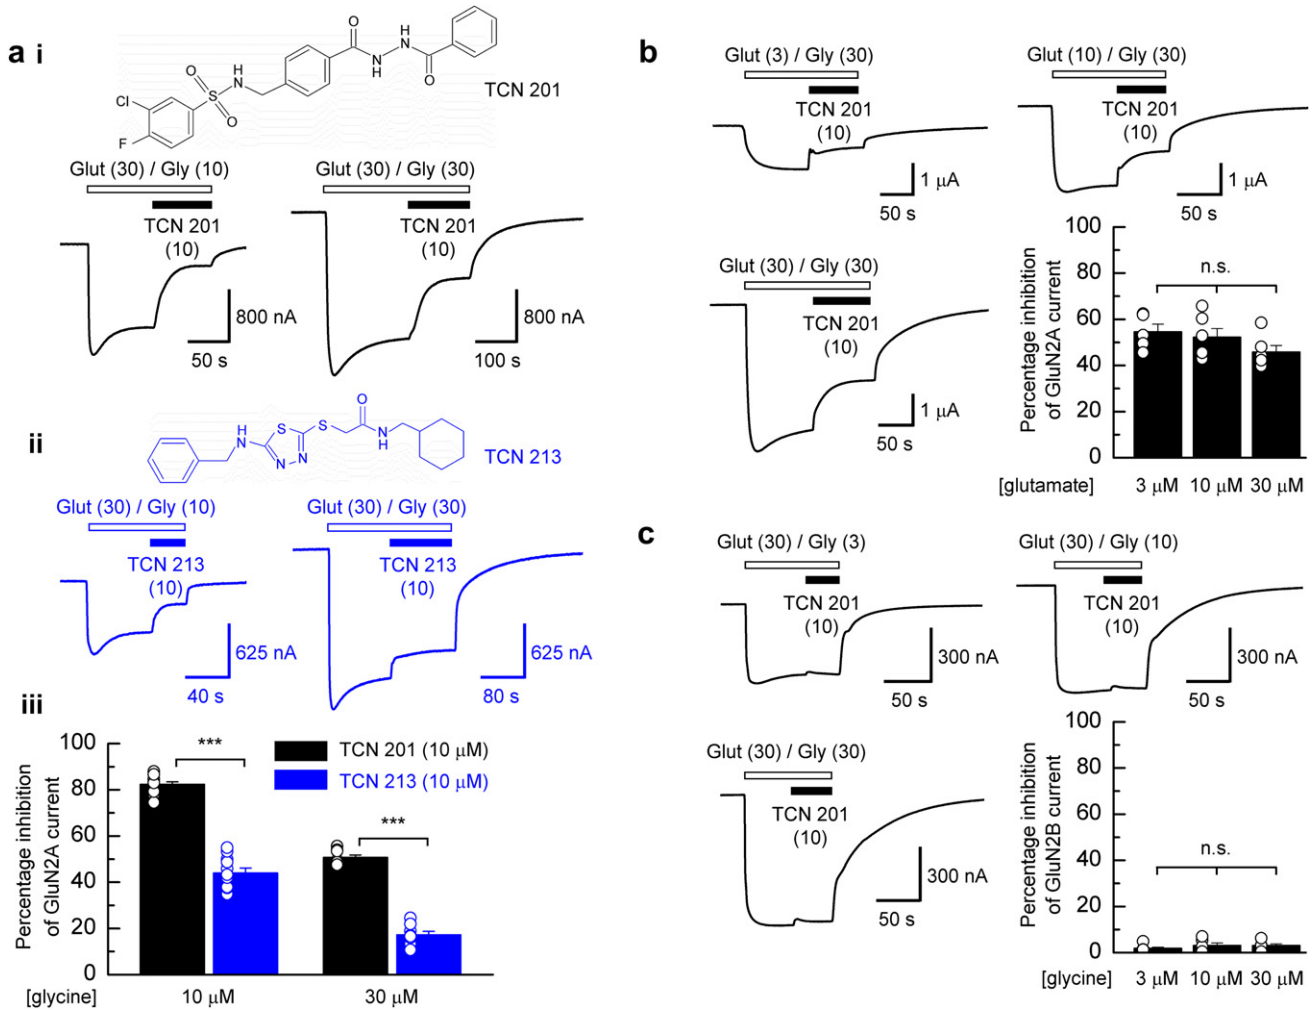 a i
O
H
N
N
H
O
TCN 201
O
H
N
S
O
Cl
F
Glut (30) / Gly (10)
TCN 201
(10)
800 nA
50 s
Glut (30) / Gly (30)
TCN 201
(10)
800 nA
100 s
ii
O
S
S
H
N
N
H
N N
TCN 213
Glut (30) / Gly (10)
TCN 213
(10)
625 nA
40 s
Glut (30) / Gly (30)
TCN 213
(10)
625 nA
80 s
iii
Percentage inhibition
of GluN2A current
100
80
60
40
20
0
***
***
TCN 201 (10 μM)
TCN 213 (10 μM)
[glycine] 10 μM 30 μM
b
Glut (3) / Gly (30)
TCN 201
(10)
1 μA
50 s
Glut (10) / Gly (30)
TCN 201
(10)
1 μA
50 s
Glut (30) / Gly (30)
TCN 201
(10)
1 μA
50 s
Percentage inhibition
of GluN2A current
100
80
60
40
20
0
n.s.
[glutamate] 3 μM 10 μM 30 μM
c
Glut (30) / Gly (3)
TCN 201
(10)
300 nA
50 s
Glut (30) / Gly (10)
TCN 201
(10)
300 nA
50 s
Glut (30) / Gly (30)
TCN 201
(10)
300 nA
50 s
Percentage inhibition
of GluN2B current
100
80
60
40
20
0
n.s.
[glycine] 3 μM 10 μM 30 μM